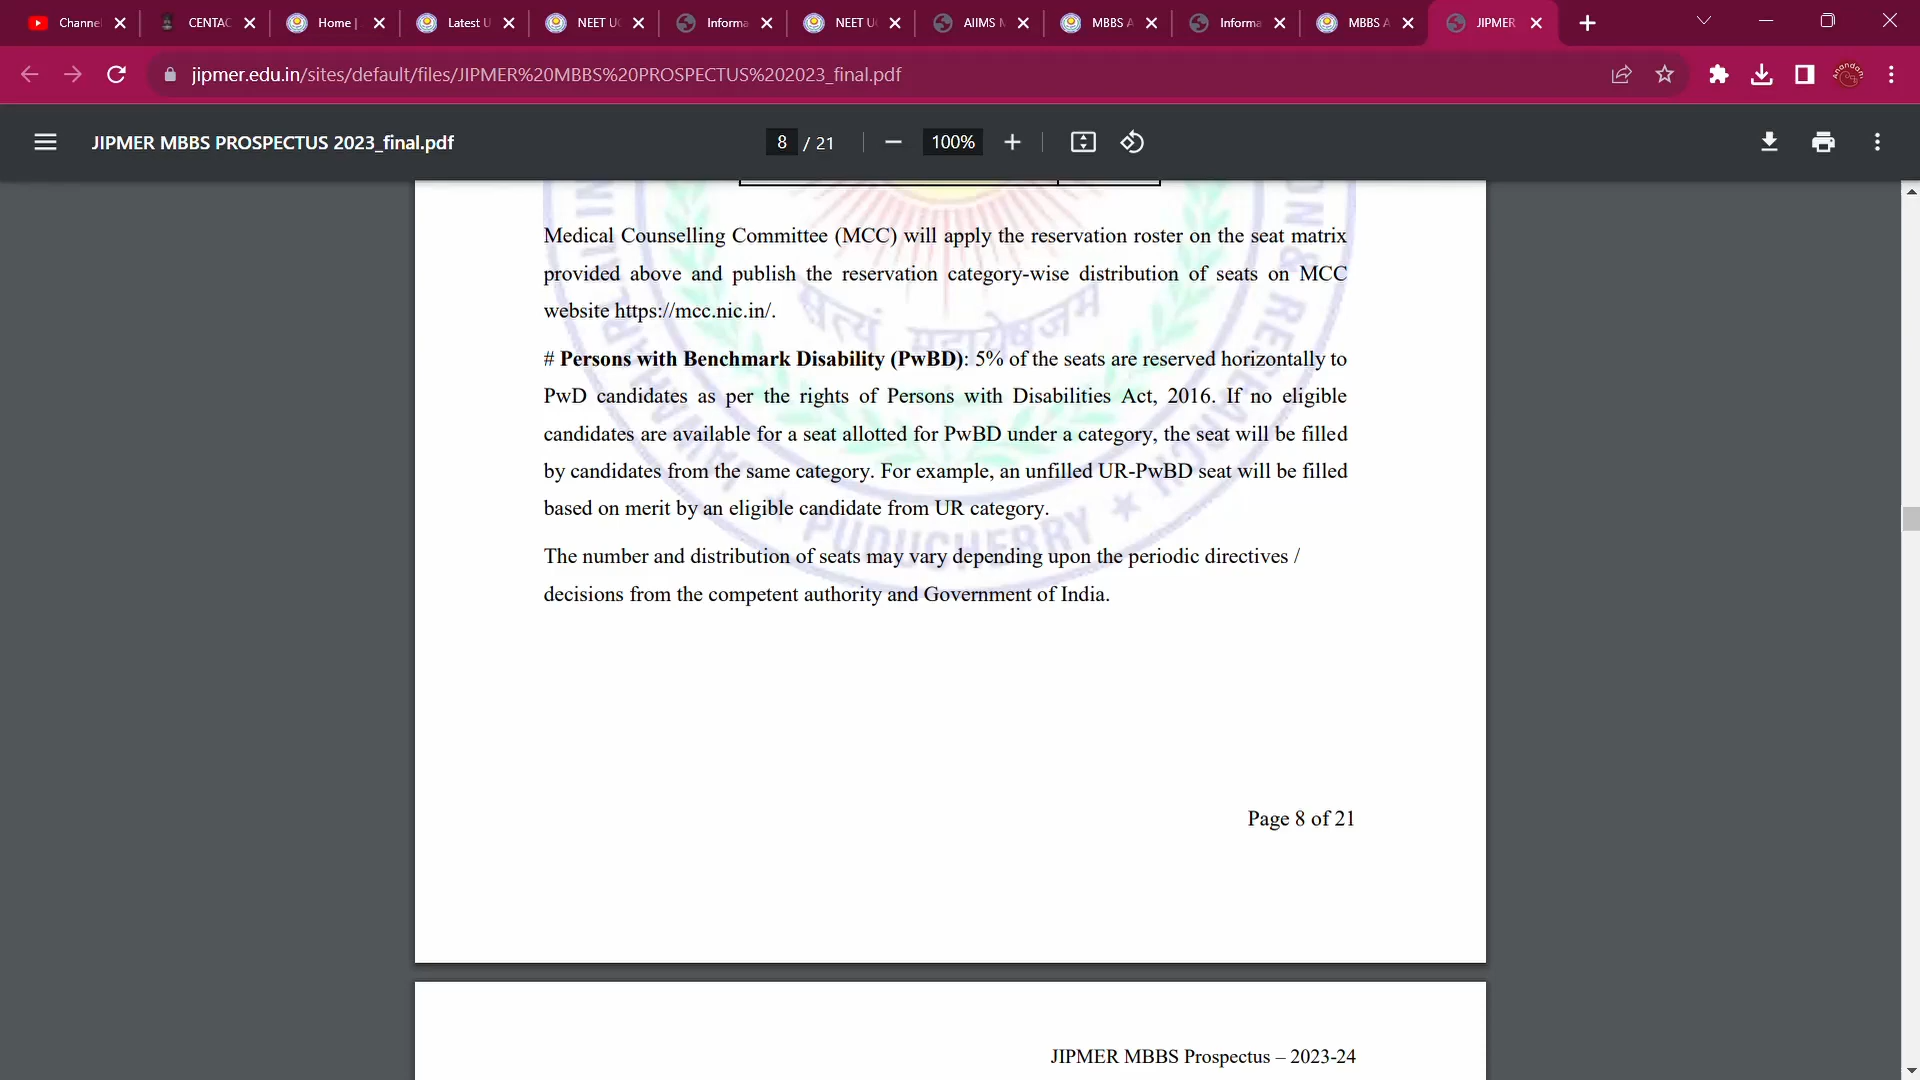 Channe
CENTAC
Home |
Latest U
NEET U
Informa
NEET U
AIIMS
MBBS A
Informa
MBBS A
JIPMER
jipmer.edu.in/sites/default/files/JIPMER%20MBBS%20PROSPECTUS%202023_final.pdf
Anandam
JIPMER MBBS PROSPECTUS 2023_final.pdf
8 / 21
100%
Medical Counselling Committee (MCC) will apply the reservation roster on the seat matrix
provided above and publish the reservation category-wise distribution of seats on MCC
website https://mcc.nic.in/.
सत्यं
# Persons with Benchmark Disability (PwBD): 5% of the seats are reserved horizontally to
PwD candidates as per the rights of Persons with Disabilities Act, 2016. If no eligible
candidates are available for a seat allotted for PwBD under a category, the seat will be filled
by candidates from the same category. For example, an unfilled UR-PwBD seat will be filled
based on merit by an eligible candidate from UR category.
PUDUCHERRY
The number and distribution of seats may vary depending upon the periodic directives /
decisions from the competent authority and Government of India.
Page 8 of 21
JIPMER MBBS Prospectus – 2023-24